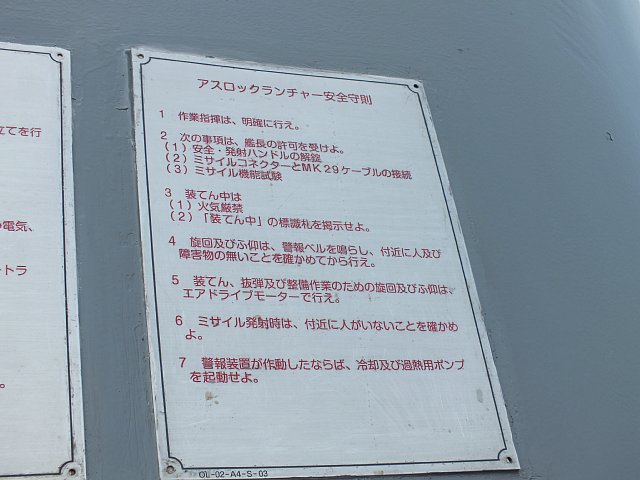 立てを行
電気、
トラ
。
アスロックランチャー安全守則
1 作業指揮は、明確に行え。
2 次の事項は、艦長の許可を受けよ。
(1)安全・発射ハンドルの解錠
(2)ミサイルコネクターとMK29ケーブルの接続
(3)ミサイル機能試験
3 装てん中は
(1)火気厳禁
(2)「装てん中」の標識札を掲示せよ。
4 旋回及びふ仰は、警報ベルを鳴らし、付近に人及び
障害物の無いことを確かめてから行え。
5 装てん、抜弾及び整備作業のための旋回及びふ仰は、
エアドライブモーターで行え。
6 ミサイル発射時は、付近に人がいないことを確かめ
よ。
7 警報装置が作動したならば、冷却及び過熱用ポンプ
を起動せよ。
OL-02-A4-S-03